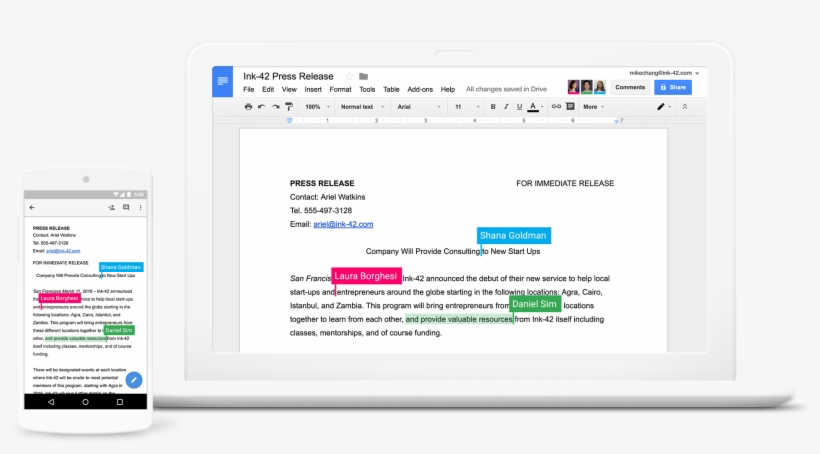 mikechang@ink-42.com
Ink-42 Press Release
File Edit View Insert Format Tools Table Add-ons Help All changes saved in Drive
Comments
Share
100% Normal text Arial 11 B I U A More
1 2 3 4 5 6 7
PRESS RELEASE FOR IMMEDIATE RELEASE
Contact: Ariel Watkins
Tel. 555-497-3128
Email: ariel@ink-42.com
Shana Goldman
Company Will Provide Consulting to New Start Ups
Laura Borghesi
San Francis Ink-42 announced the debut of their new service to help local
start-ups and entrepreneurs around the globe starting in the following locations: Agra, Cairo,
Daniel Sim
Istanbul, and Zambia. This program will bring entrepreneurs from locations
together to learn from each other, and provide valuable resources from Ink-42 itself including
classes, mentorships, and of course funding.
5:00
PRESS RELEASE
Contact: Ariel Watkins
Tel. 555-497-3128
Email: ariel@ink-42.com
FOR IMMEDIATE RELEASE
Shana Goldman
Company Will Provide Consulting to New Start Ups
San Francisco March 11, 2016 – Ink-42 announced
Laura Borghesi
the service to help local start-ups
and entrepreneurs around the globe starting in the
following locations: Agra, Cairo, Istanbul, and
Zambia. This program will bring entrepreneurs from
Daniel Sim
these different locations together to
other, and provide valuable resources from Ink-42
itself including classes, mentorships, and of course
funding.
There will be designated events at each location
where Ink-42 will be onsite to meet potential
members of this program, starting with Agra in